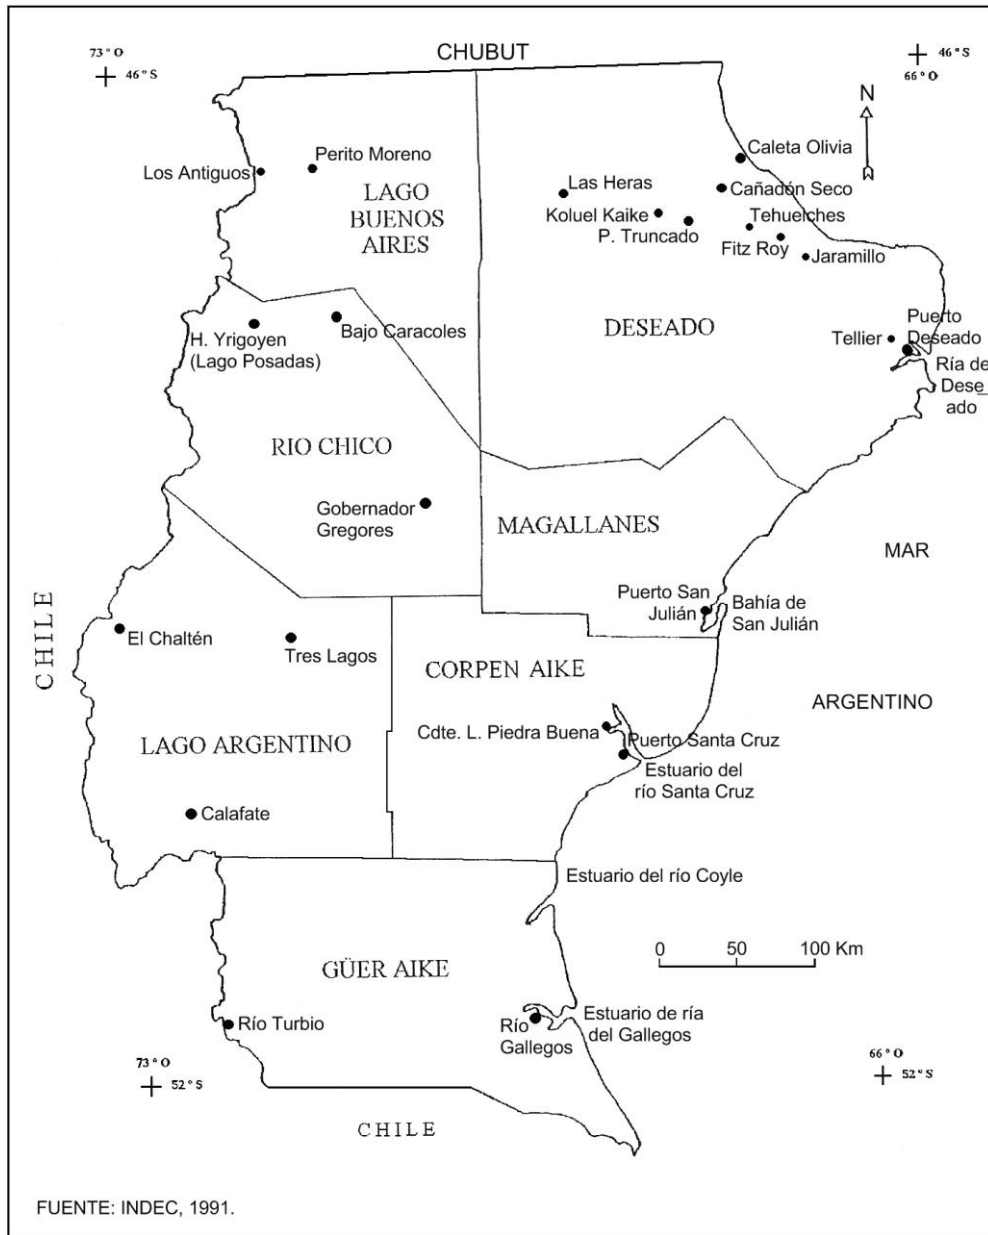 73° O
46° S
CHUBUT
46° S
66° O
N
Caleta Olivia
Perito Moreno
Los Antiguos
LAGO
BUENOS
AIRES
Las Heras
Cañadón Seco
Koluel Kaike
Tehuelches
P. Truncado
Fitz Roy
Jaramillo
H. Yrigoyen
(Lago Posadas)
Bajo Caracoles
DESEADO
Tellier
Puerto
Deseado
Ría de
Dese_
ado
RIO CHICO
Gobernador
Gregores
MAGALLANES
MAR
Puerto San
Julián
Bahía de
San Julián
CHILE
El Chaltén
Tres Lagos
CORPEN AIKE
ARGENTINO
LAGO ARGENTINO
Cdte. L. Piedra Buena
Puerto Santa Cruz
Estuario del
río Santa Cruz
Calafate
Estuario del río Coyle
0 50 100 Km
GÜER AIKE
Río Turbio
Río
Gallegos
Estuario de ría
del Gallegos
73° O
52° S
66° O
52° S
CHILE
FUENTE: INDEC, 1991.